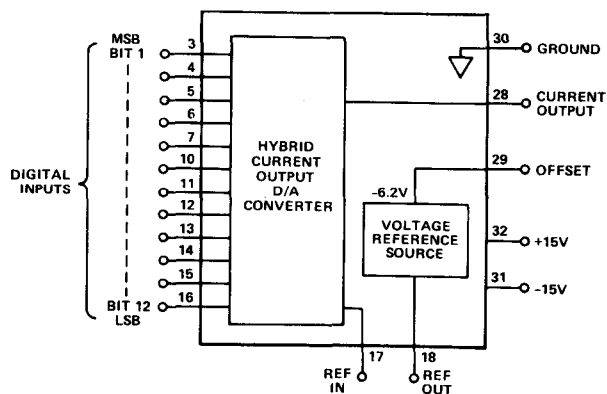 MSB
BIT 1
3
4
5
6
7
10
11
12
13
14
15
BIT 12
16
LSB
DIGITAL
INPUTS
HYBRID
CURRENT
OUTPUT
D/A
CONVERTER
30
GROUND
28
CURRENT
OUTPUT
29
OFFSET
-6.2V
VOLTAGE
REFERENCE
SOURCE
32
+15V
31
-15V
17
REF
IN
18
REF
OUT